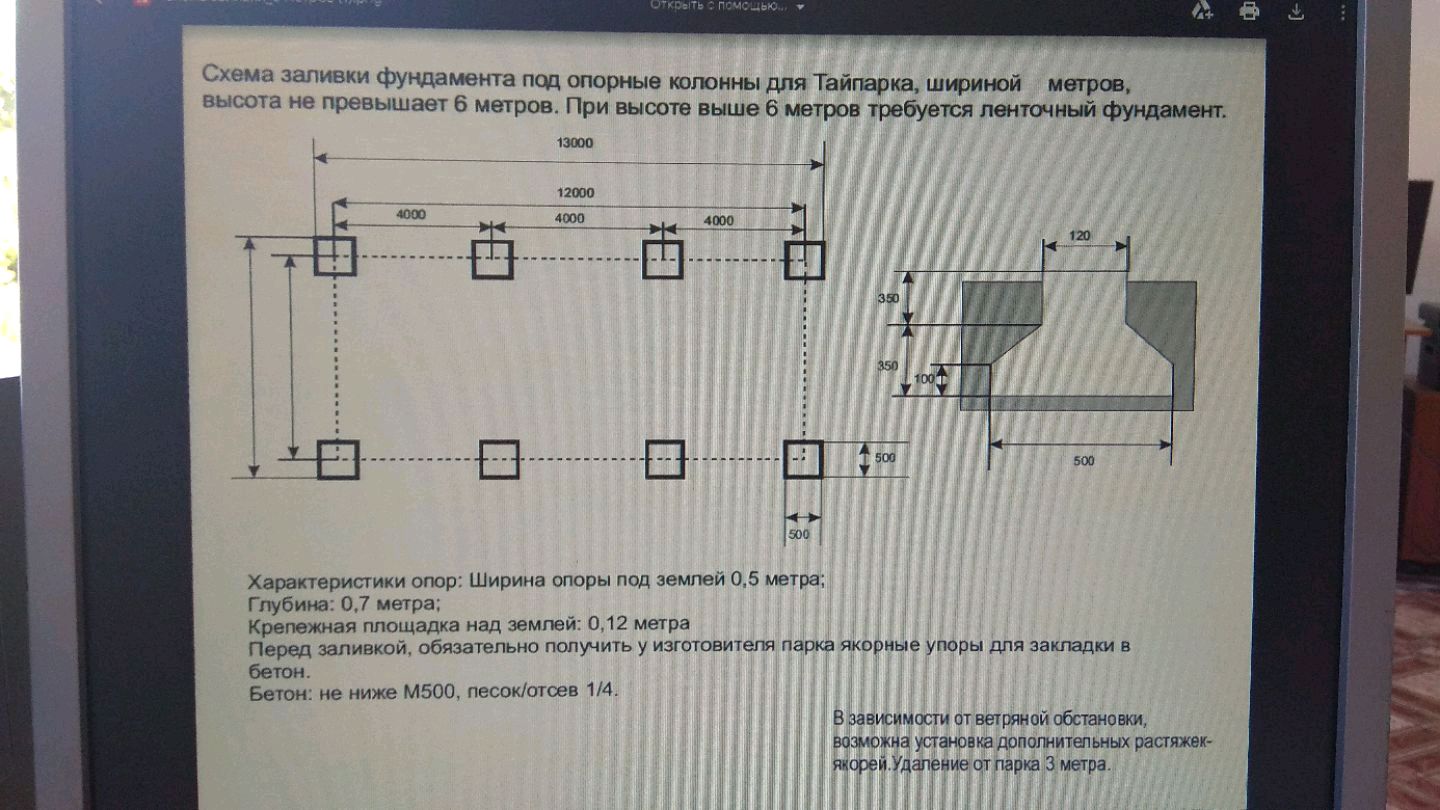 Открыть с помощью...
Схема заливки фундамента под опорные колонны для Тайпарка, шириной метров,
высота не превышает 6 метров. При высоте выше 6 метров требуется ленточный фундамент.
13000
12000
4000
4000
4000
120
350
350
100
500
500
500
Характеристики опор: Ширина опоры под землей 0,5 метра;
Глубина: 0,7 метра;
Крепежная площадка над землей: 0,12 метра
Перед заливкой, обязательно получить у изготовителя парка якорные упоры для закладки в
бетон.
Бетон: не ниже М500, песок/отсев 1/4.
В зависимости от ветряной обстановки,
возможна установка дополнительных растяжек-
якорей.Удаление от парка 3 метра.